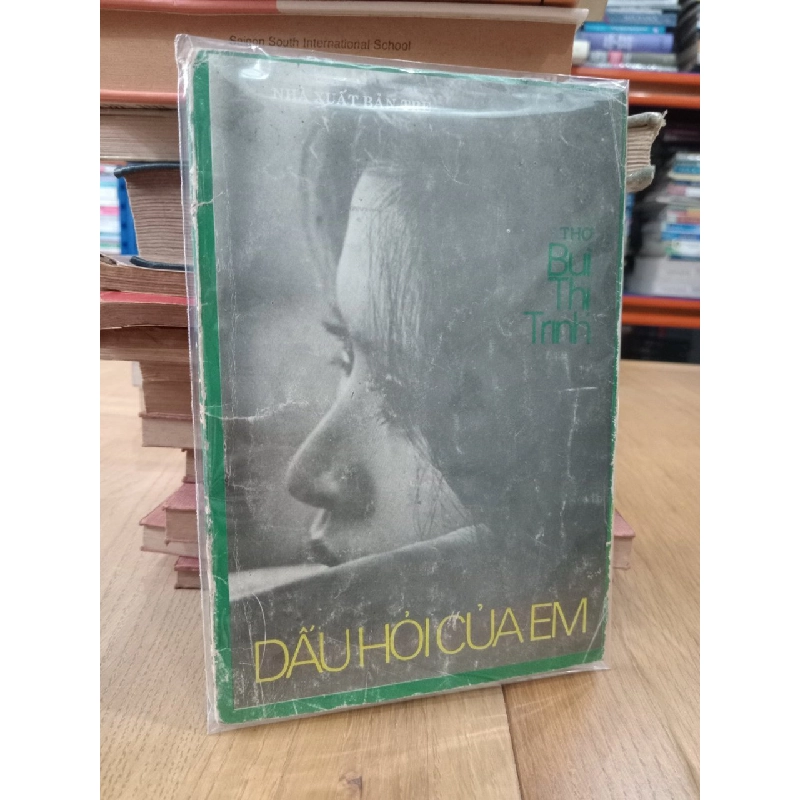 Saigon South International School
NHÀ XUẤT BẢN
THƠ
Bùi
Thị
Trinh
DẤU HỎI CỦA EM